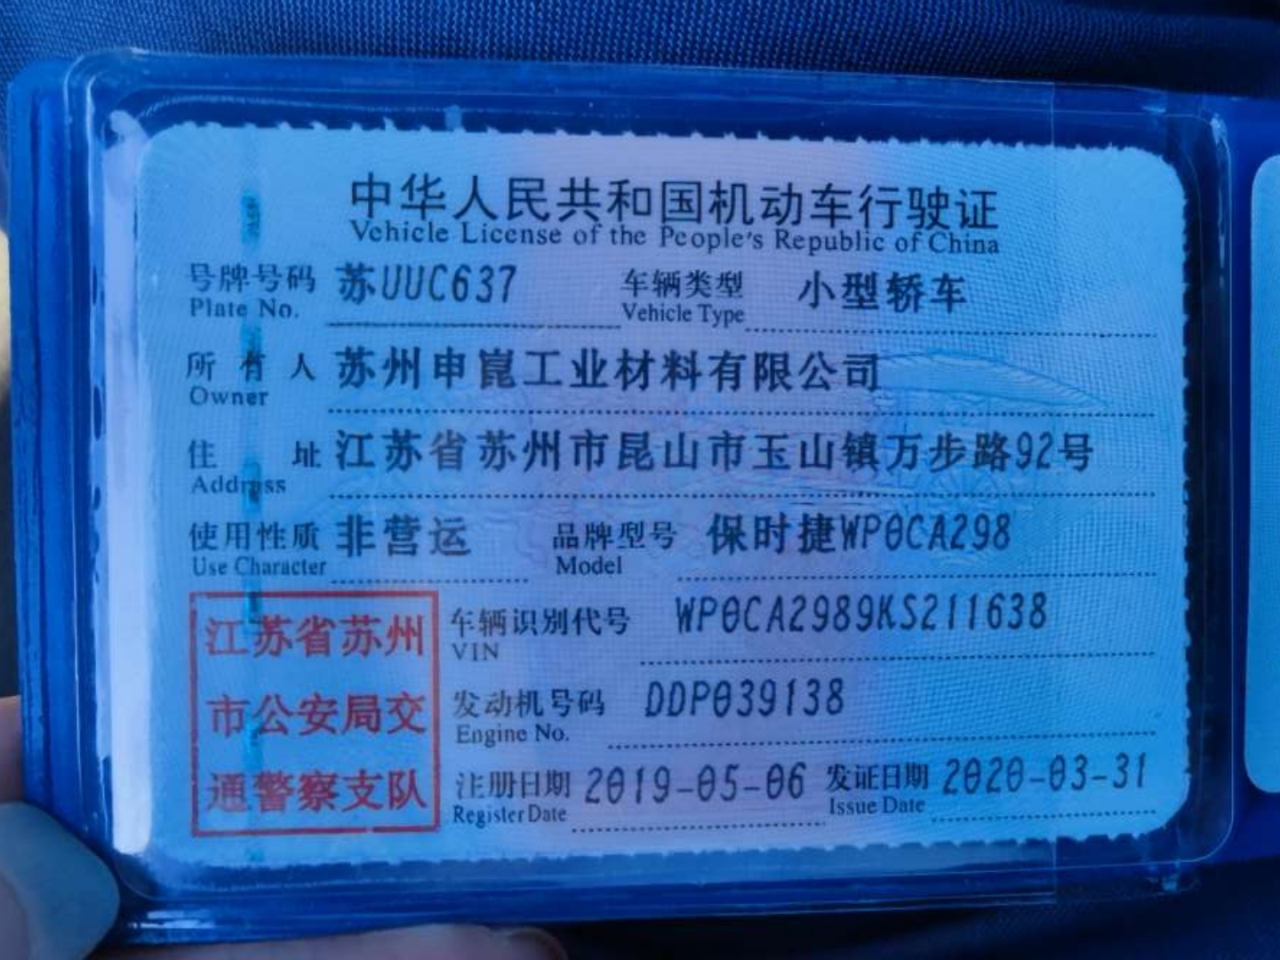 中华人民共和国机动车行驶证
Vehicle License of the People's Republic of China
号牌号码 苏UUC637 车辆类型 小型轿车
Plate No. Vehicle Type
所有人 苏州申崑工业材料有限公司
Owner
住址 江苏省苏州市昆山市玉山镇万步路92号
Address
使用性质 非营运 品牌型号 保时捷WP0CA298
Use Character Model
江苏省苏州
市公安局交
通警察支队
车辆识别代号 WP0CA2989KS211638
VIN
发动机号码 DDP039138
Engine No.
注册日期 2019-05-06 发证日期 2020-03-31
Register Date Issue Date